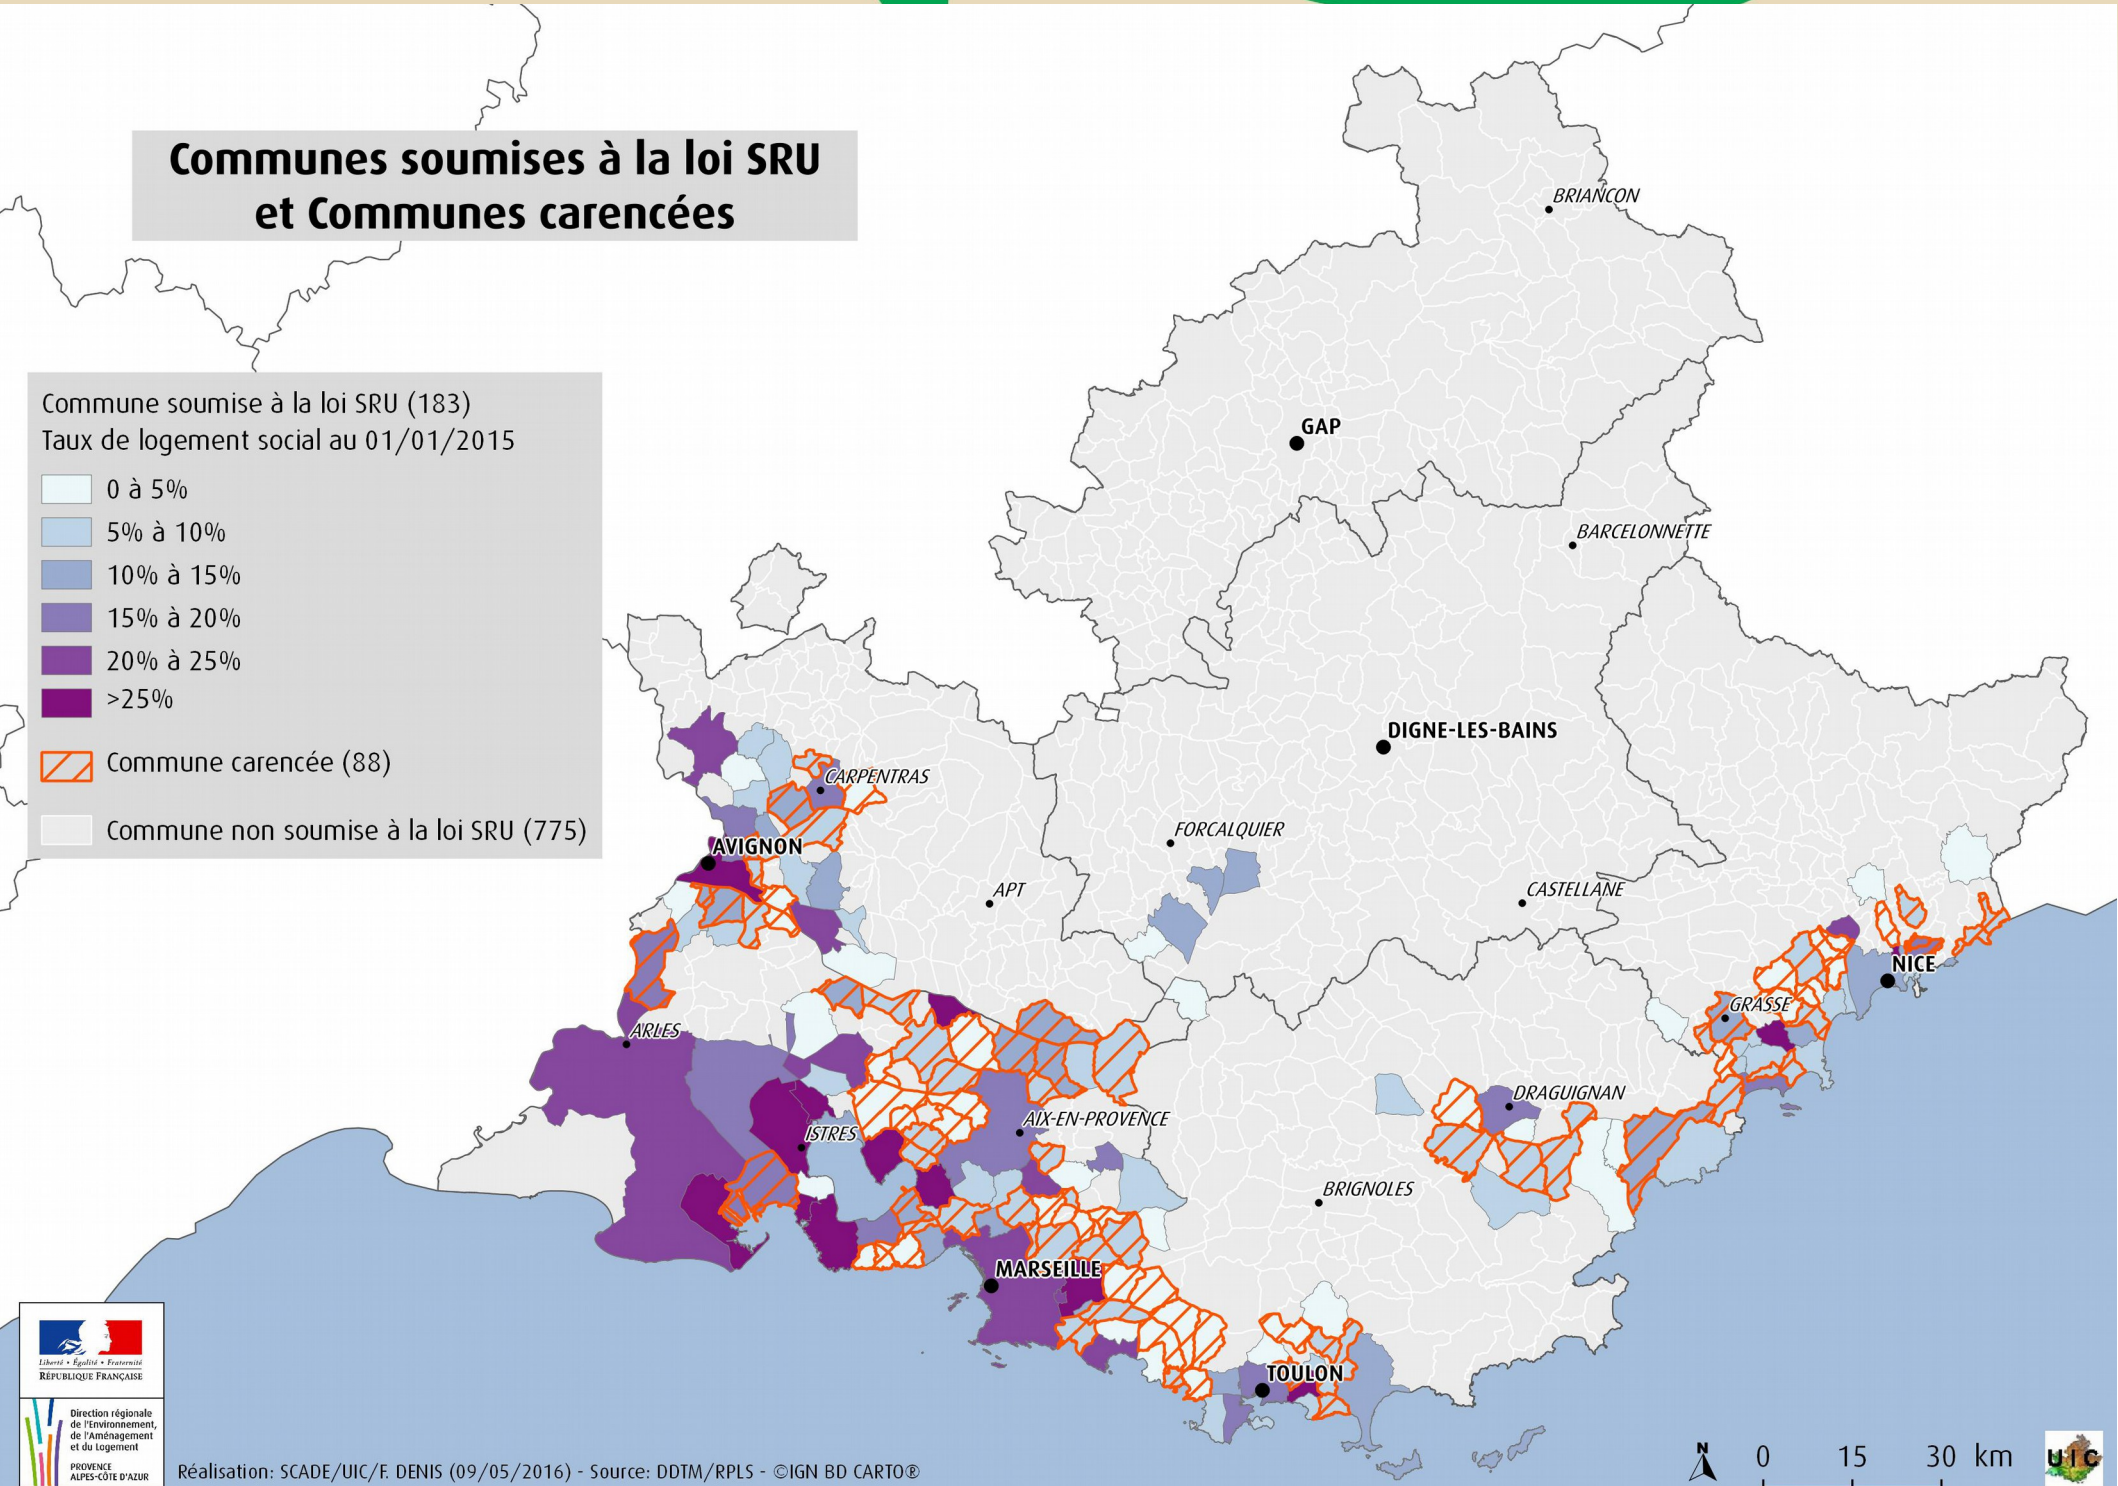 Communes soumises à la loi SRU
et Communes carencées
BRIANCON
Commune soumise à la loi SRU (183)
Taux de logement social au 01/01/2015
0 à 5%
5% à 10%
10% à 15%
15% à 20%
20% à 25%
>25%
Commune carencée (88)
Commune non soumise à la loi SRU (775)
GAP
BARCELONNETTE
DIGNE-LES-BAINS
CARPENTRAS
FORCALQUIER
AVIGNON
APT
CASTELLANE
NICE
GRASSE
ARLES
DRAGUIGNAN
AIX-EN-PROVENCE
ISTRES
BRIGNOLES
MARSEILLE
TOULON
Liberté • Égalité • Fraternité
RÉPUBLIQUE FRANÇAISE
Direction régionale
de l'Environnement,
de l'Aménagement
et du Logement
PROVENCE
ALPES-CÔTE D'AZUR
Réalisation: SCADE/UIC/F. DENIS (09/05/2016) - Source: DDTM/RPLS - ©IGN BD CARTO®
N
0 15 30 km
UIC